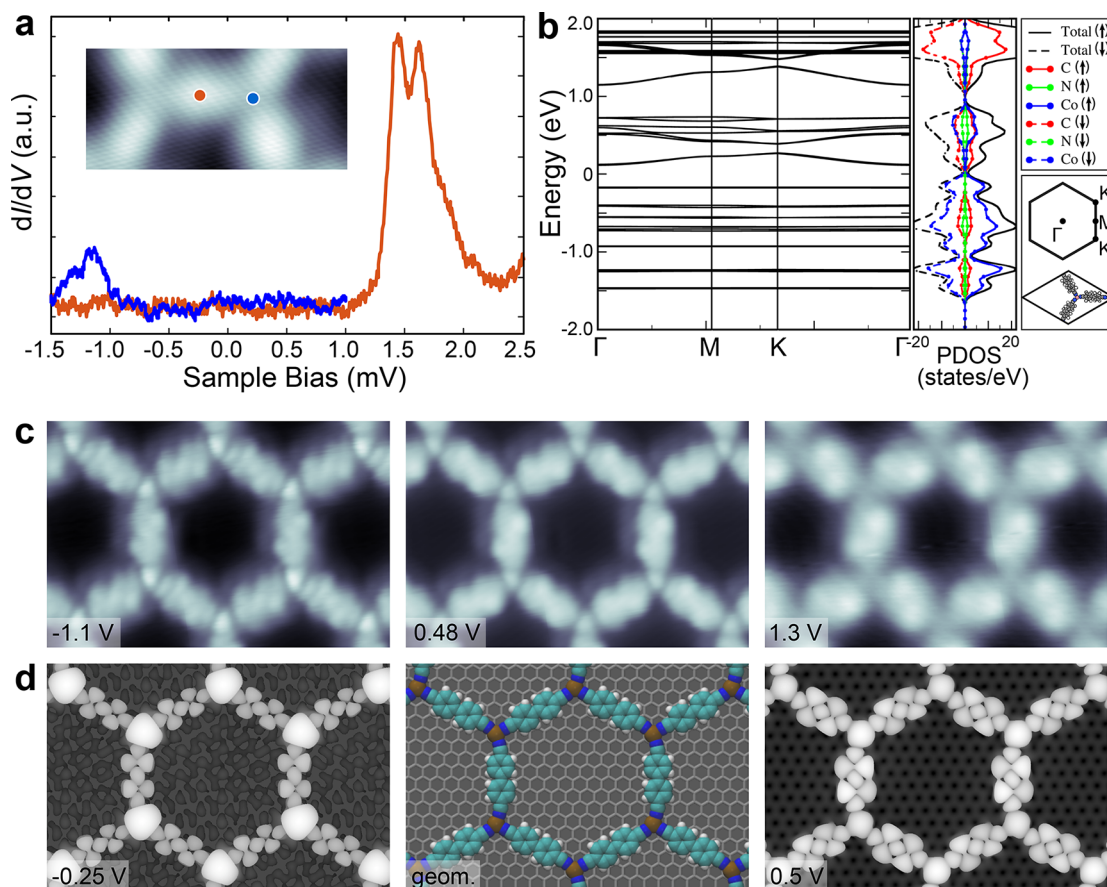 a
dI/dV (a.u.)
-1.5 -1.0 -0.5 0.0 0.5 1.0 1.5 2.0 2.5
Sample Bias (mV)
b
Energy (eV)
2.0
1.0
0
-1.0
-2.0
Γ M K Γ
-20 20
PDOS
(states/eV)
Total (↑)
Total (↓)
C (↑)
N (↑)
Co (↑)
C (↓)
N (↓)
Co (↓)
K
Γ M
K
c
-1.1 V
0.48 V
1.3 V
d
-0.25 V
geom.
0.5 V